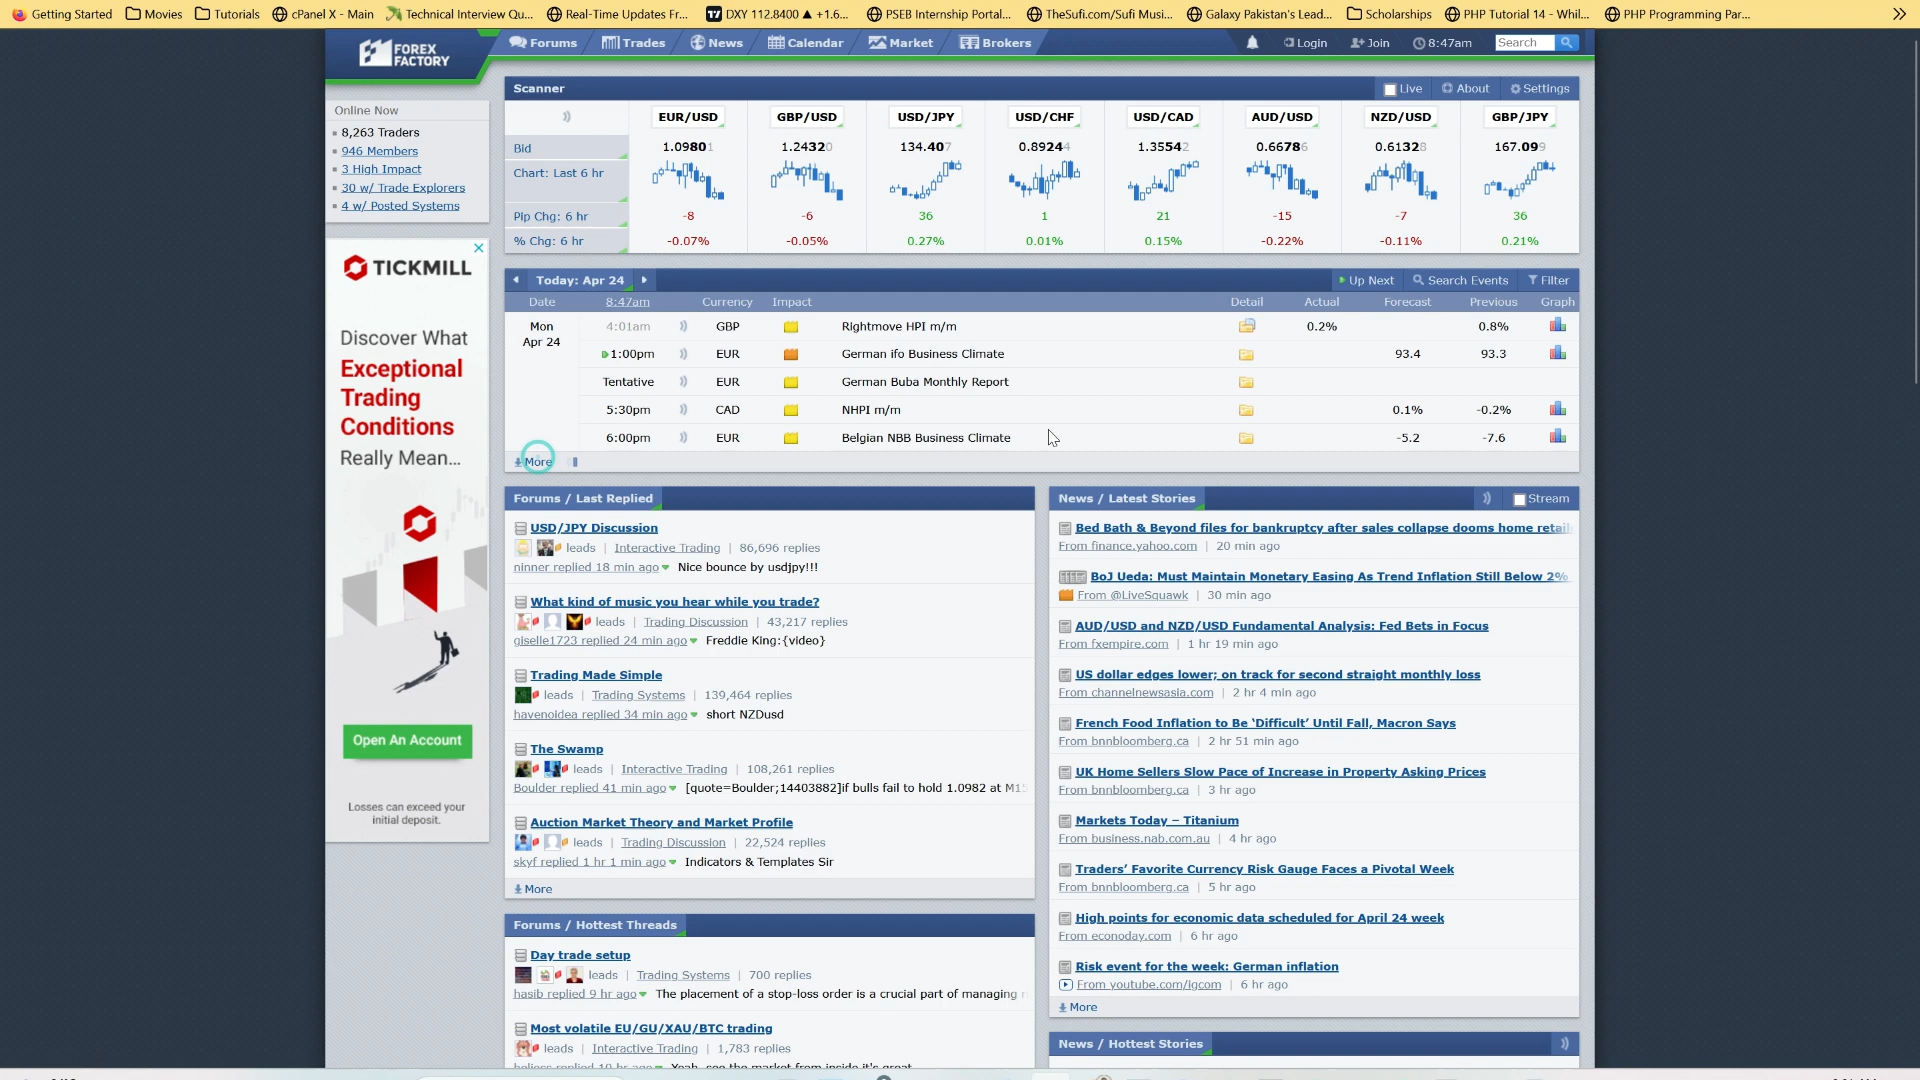 Getting Started Movies Tutorials cPanel X - Main Technical Interview Qu... Real-Time Updates Fr... DXY 112.8400 ▲ +1.6... PSEB Internship Portal... TheSufi.com/Sufi Musi... Galaxy Pakistan's Lead... Scholarships PHP Tutorial 14 - Whil... PHP Programming Par...
FOREX FACTORY
Forums Trades News Calendar Market Brokers Login Join 8:47am Search
Online Now
8,263 Traders
946 Members
3 High Impact
30 w/ Trade Explorers
4 w/ Posted Systems
TICKMILL
Discover What
Exceptional
Trading
Conditions
Really Mean...
Open An Account
Losses can exceed your
initial deposit.
Scanner Live About Settings
EUR/USD GBP/USD USD/JPY USD/CHF USD/CAD AUD/USD NZD/USD GBP/JPY
Bid 1.09801 1.24320 134.407 0.89244 1.35542 0.66786 0.61328 167.099
Chart: Last 6 hr
Pip Chg: 6 hr -8 -6 36 1 21 -15 -7 36
% Chg: 6 hr -0.07% -0.05% 0.27% 0.01% 0.15% -0.22% -0.11% 0.21%
Today: Apr 24 Up Next Search Events Filter
Date 8:47am Currency Impact Detail Actual Forecast Previous Graph
Mon
Apr 24
4:01am GBP Rightmove HPI m/m 0.2% 0.8%
1:00pm EUR German ifo Business Climate 93.4 93.3
Tentative EUR German Buba Monthly Report
5:30pm CAD NHPI m/m 0.1% -0.2%
6:00pm EUR Belgian NBB Business Climate -5.2 -7.6
More
Forums / Last Replied
USD/JPY Discussion
leads | Interactive Trading | 86,696 replies
ninner replied 18 min ago Nice bounce by usdjpy!!!
What kind of music you hear while you trade?
leads | Trading Discussion | 43,217 replies
giselle1723 replied 24 min ago Freddie King:{video}
Trading Made Simple
leads | Trading Systems | 139,464 replies
havenoidea replied 34 min ago short NZDusd
The Swamp
leads | Interactive Trading | 108,261 replies
Boulder replied 41 min ago [quote=Boulder;14403882]if bulls fail to hold 1.0982 at M1
Auction Market Theory and Market Profile
leads | Trading Discussion | 22,524 replies
skyf replied 1 hr 1 min ago Indicators & Templates Sir
More
Forums / Hottest Threads
Day trade setup
leads | Trading Systems | 700 replies
hasib replied 9 hr ago The placement of a stop-loss order is a crucial part of managing
Most volatile EU/GU/XAU/BTC trading
leads | Interactive Trading | 1,783 replies
News / Latest Stories Stream
Bed Bath & Beyond files for bankruptcy after sales collapse dooms home retail
From finance.yahoo.com | 20 min ago
BoJ Ueda: Must Maintain Monetary Easing As Trend Inflation Still Below 2%
From @LiveSquawk | 30 min ago
AUD/USD and NZD/USD Fundamental Analysis: Fed Bets in Focus
From fxempire.com | 1 hr 19 min ago
US dollar edges lower; on track for second straight monthly loss
From channelnewsasia.com | 2 hr 4 min ago
French Food Inflation to Be ‘Difficult’ Until Fall, Macron Says
From bnnbloomberg.ca | 2 hr 51 min ago
UK Home Sellers Slow Pace of Increase in Property Asking Prices
From bnnbloomberg.ca | 3 hr ago
Markets Today – Titanium
From business.nab.com.au | 4 hr ago
Traders’ Favorite Currency Risk Gauge Faces a Pivotal Week
From bnnbloomberg.ca | 5 hr ago
High points for economic data scheduled for April 24 week
From econoday.com | 6 hr ago
Risk event for the week: German inflation
From youtube.com/igcom | 6 hr ago
More
News / Hottest Stories